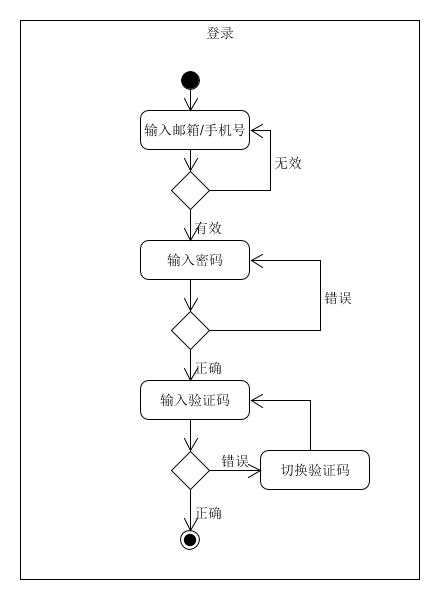 登录
输入邮箱/手机号
无效
有效
输入密码
错误
正确
输入验证码
错误
切换验证码
正确